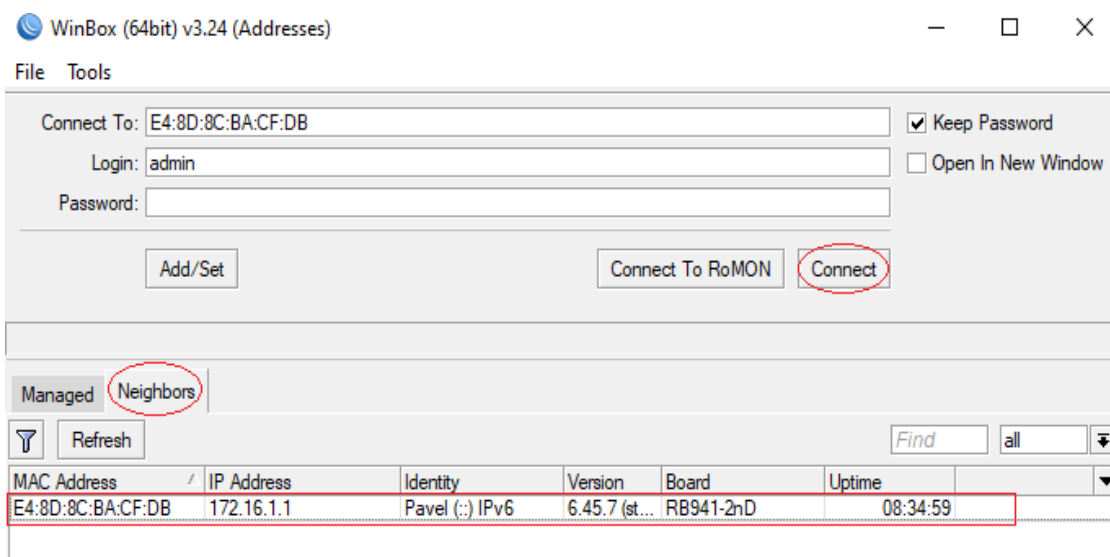 WinBox (64bit) v3.24 (Addresses)
File Tools
Connect To: E4:8D:8C:BA:CF:DB
Keep Password
Login: admin
Open In New Window
Password:
Add/Set Connect To RoMON Connect
Managed Neighbors
Refresh Find all
MAC Address IP Address Identity Version Board Uptime
E4:8D:8C:BA:CF:DB 172.16.1.1 Pavel (::) IPv6 6.45.7 (st... RB941-2nD 08:34:59